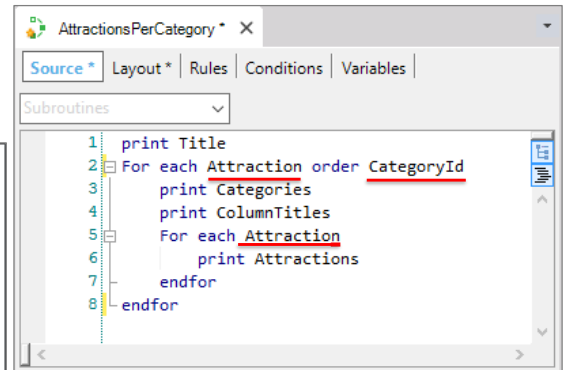 AttractionsPerCategory * X
Source * Layout * Rules Conditions Variables
Subroutines
1 print Title
2 For each Attraction order CategoryId
3 print Categories
4 print ColumnTitles
5 For each Attraction
6 print Attractions
7 endfor
8 endfor